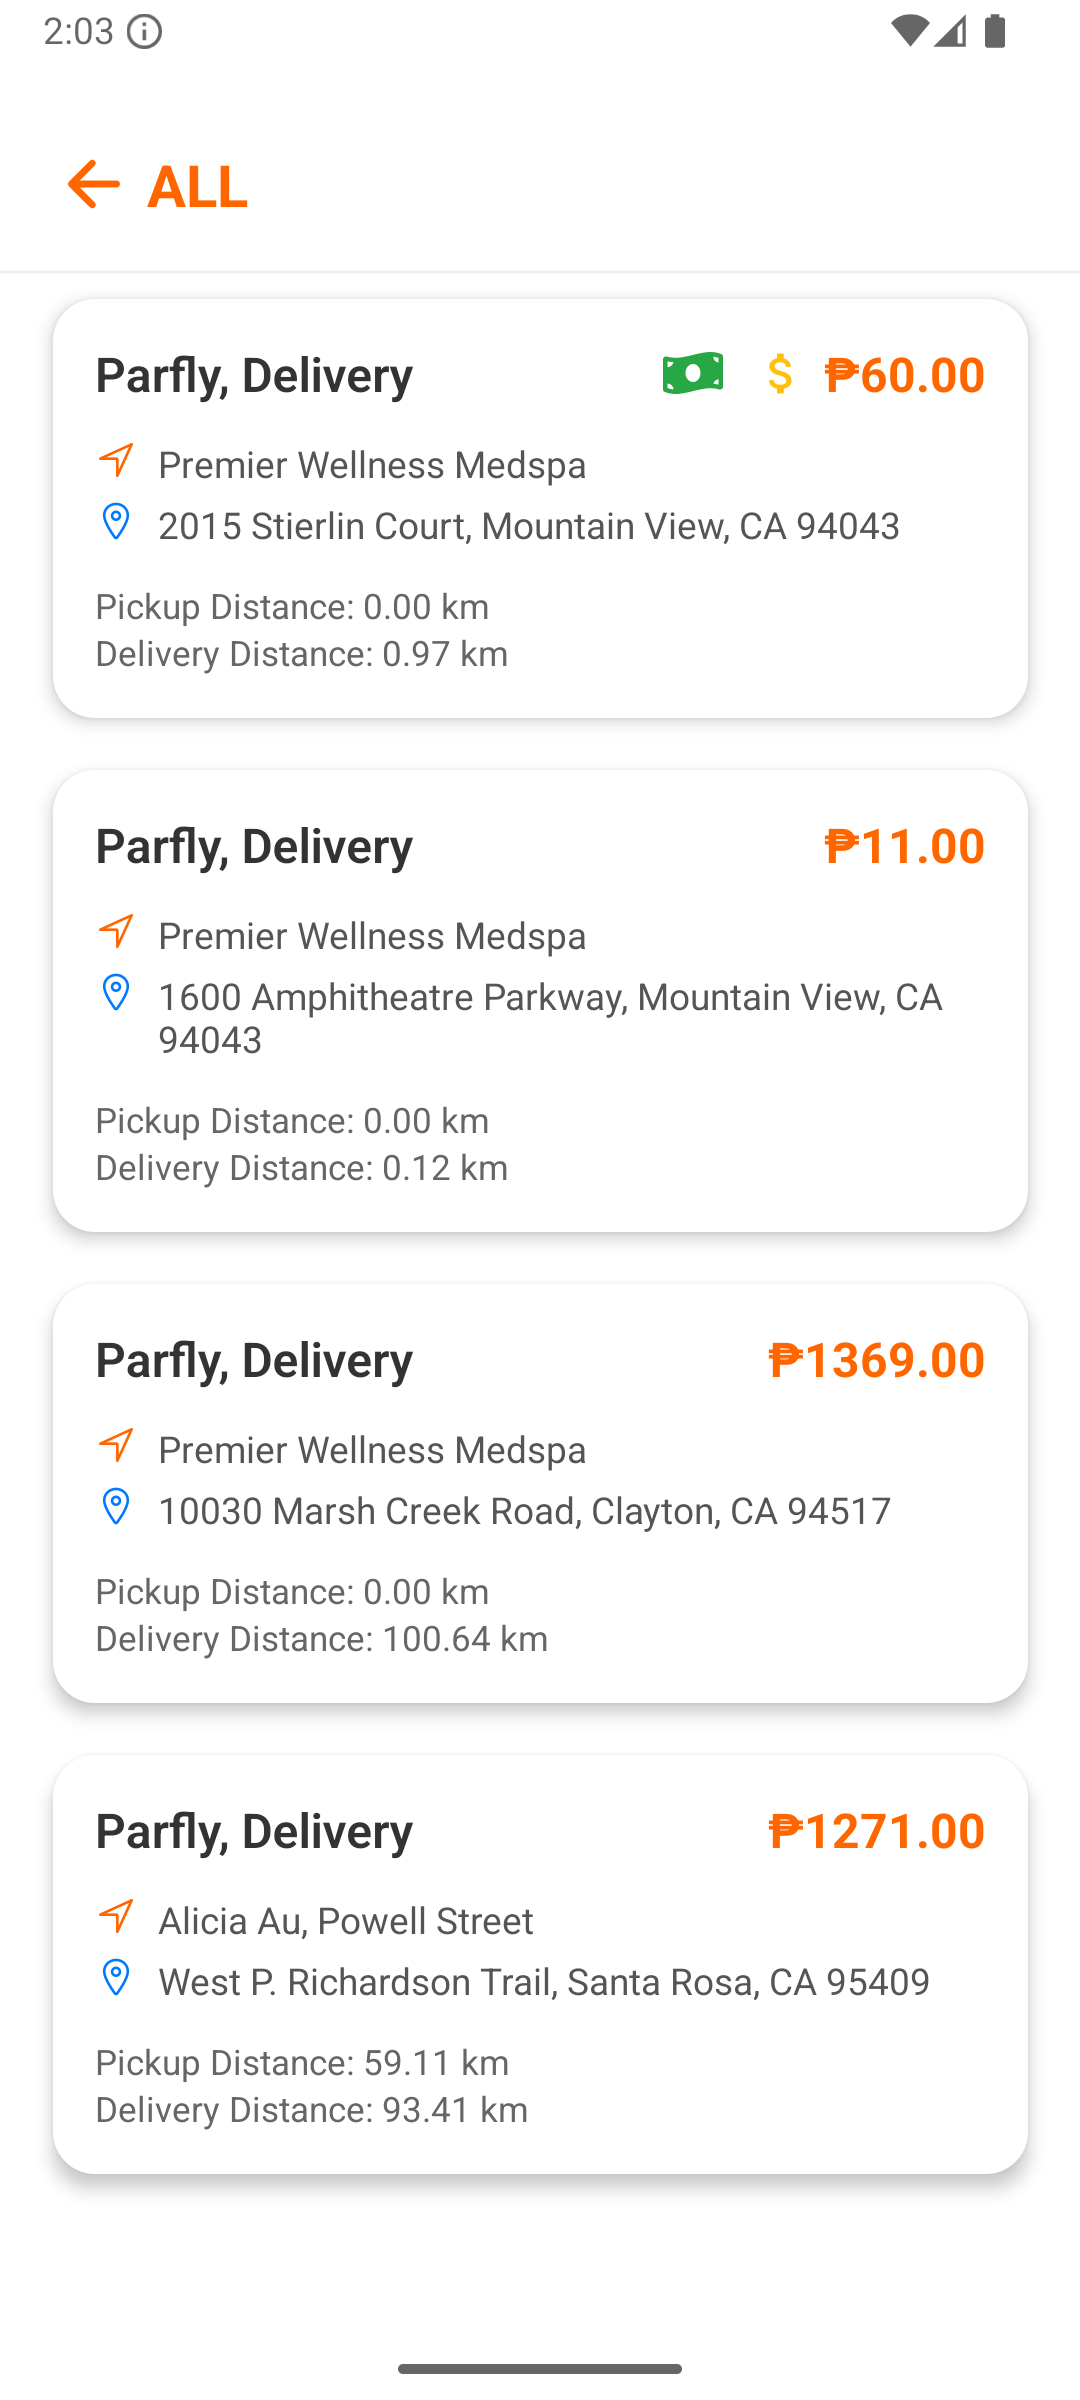 2:03
ALL
Parfly, Delivery
$ ₱60.00
Premier Wellness Medspa
2015 Stierlin Court, Mountain View, CA 94043
Pickup Distance: 0.00 km
Delivery Distance: 0.97 km
Parfly, Delivery
₱11.00
Premier Wellness Medspa
1600 Amphitheatre Parkway, Mountain View, CA
94043
Pickup Distance: 0.00 km
Delivery Distance: 0.12 km
Parfly, Delivery
₱1369.00
Premier Wellness Medspa
10030 Marsh Creek Road, Clayton, CA 94517
Pickup Distance: 0.00 km
Delivery Distance: 100.64 km
Parfly, Delivery
₱1271.00
Alicia Au, Powell Street
West P. Richardson Trail, Santa Rosa, CA 95409
Pickup Distance: 59.11 km
Delivery Distance: 93.41 km